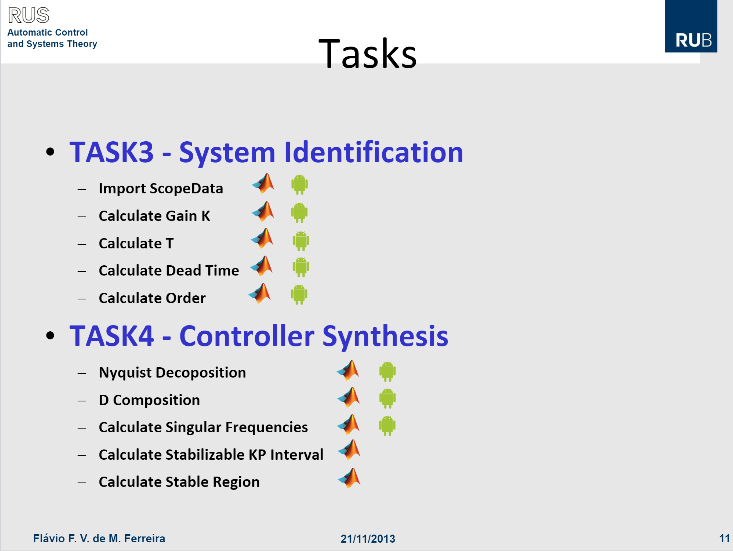 RUS
Automatic Control
and Systems Theory
RUB
Tasks
• TASK3 - System Identification
– Import ScopeData
– Calculate Gain K
– Calculate T
– Calculate Dead Time
– Calculate Order
• TASK4 - Controller Synthesis
– Nyquist Decoposition
– D Composition
– Calculate Singular Frequencies
– Calculate Stabilizable KP Interval
– Calculate Stable Region
Flávio F. V. de M. Ferreira
21/11/2013
11